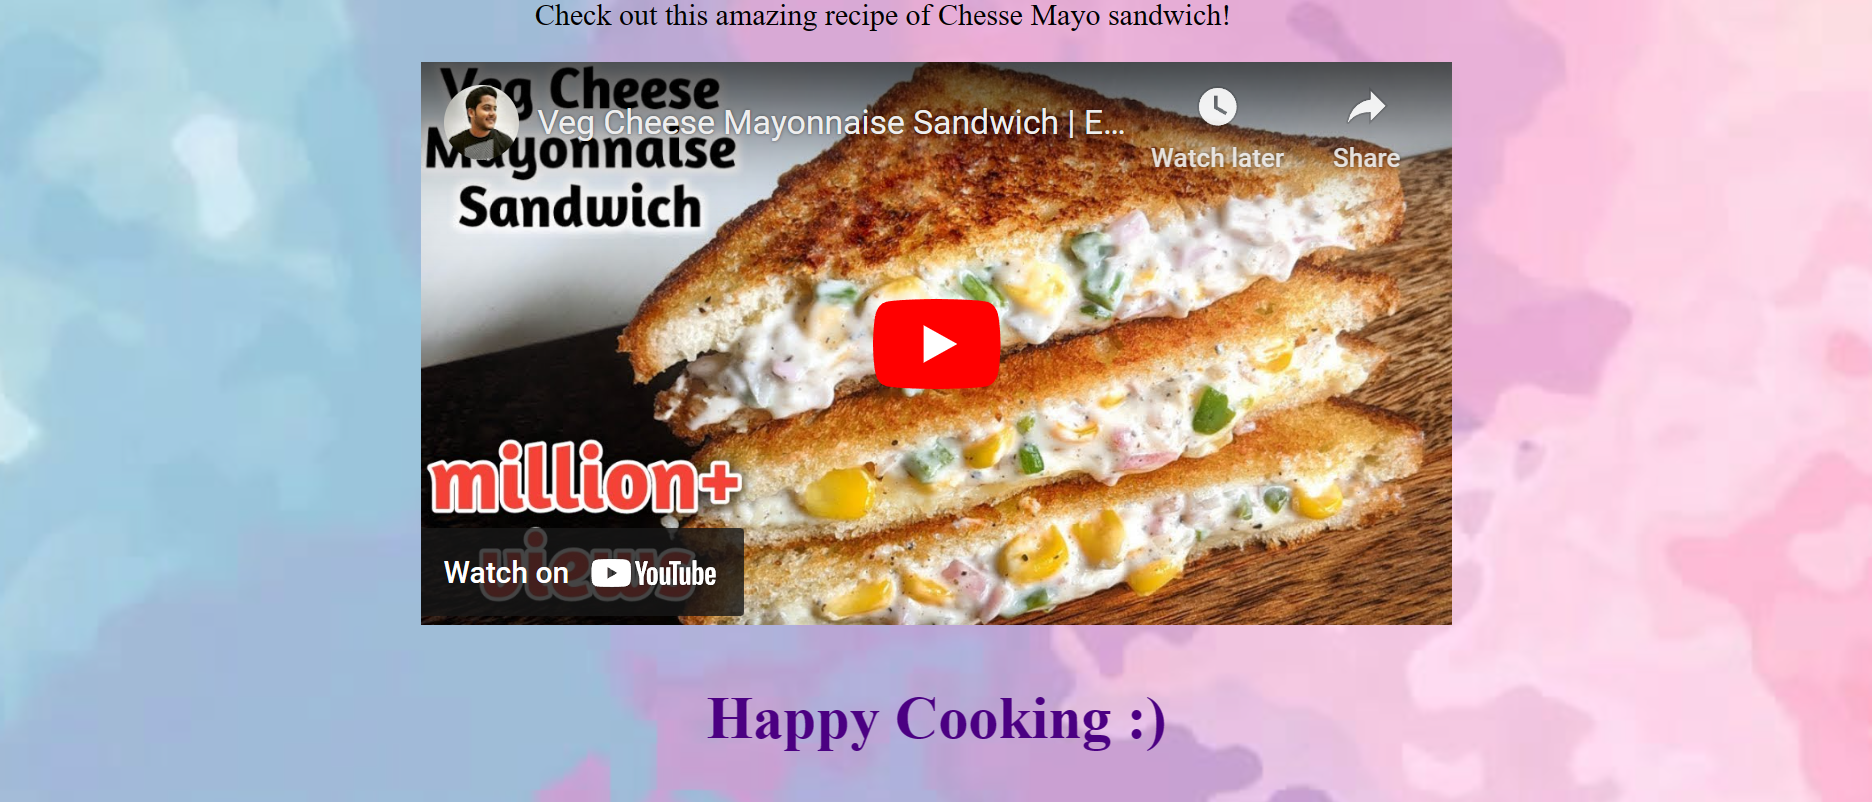 Check out this amazing recipe of Chesse Mayo sandwich!
Veg Cheese
Mayonnaise
Sandwich
Veg Cheese Mayonnaise Sandwich | E...
Watch later
Share
million+
views
Watch on YouTube
Happy Cooking :)